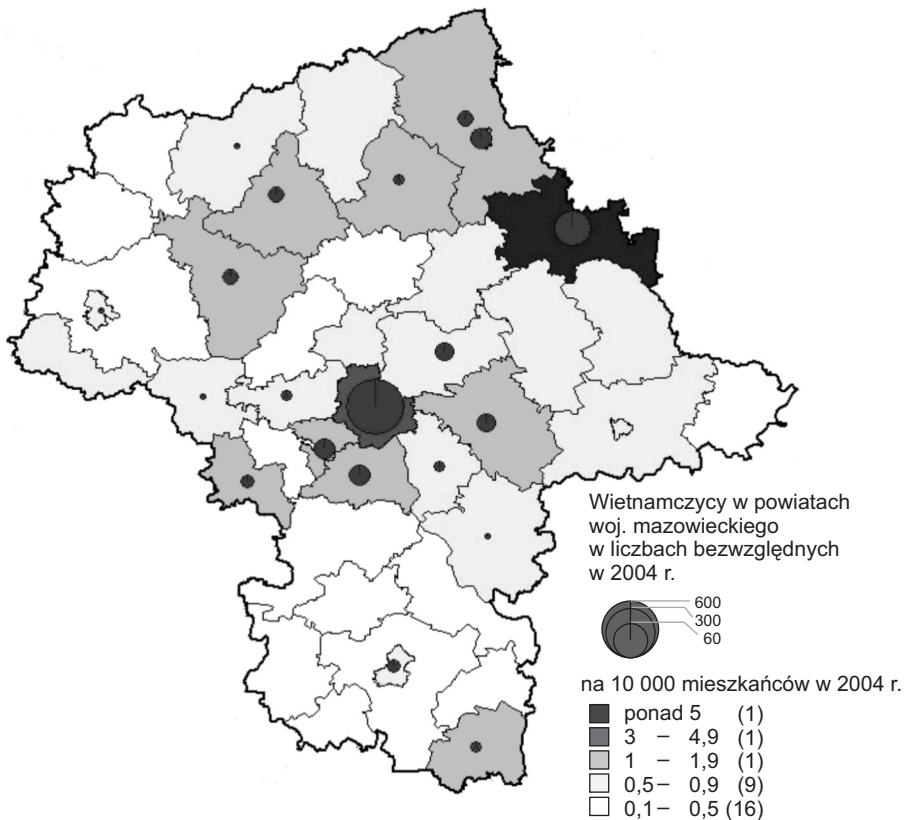 Wietnamczycy w powiatach
woj. mazowieckiego
w liczbach bezwzględnych
w 2004 r.
600
300
60
na 10 000 mieszkańców w 2004 r.
ponad 5 (1)
3 – 4,9 (1)
1 – 1,9 (1)
0,5 – 0,9 (9)
0,1 – 0,5 (16)